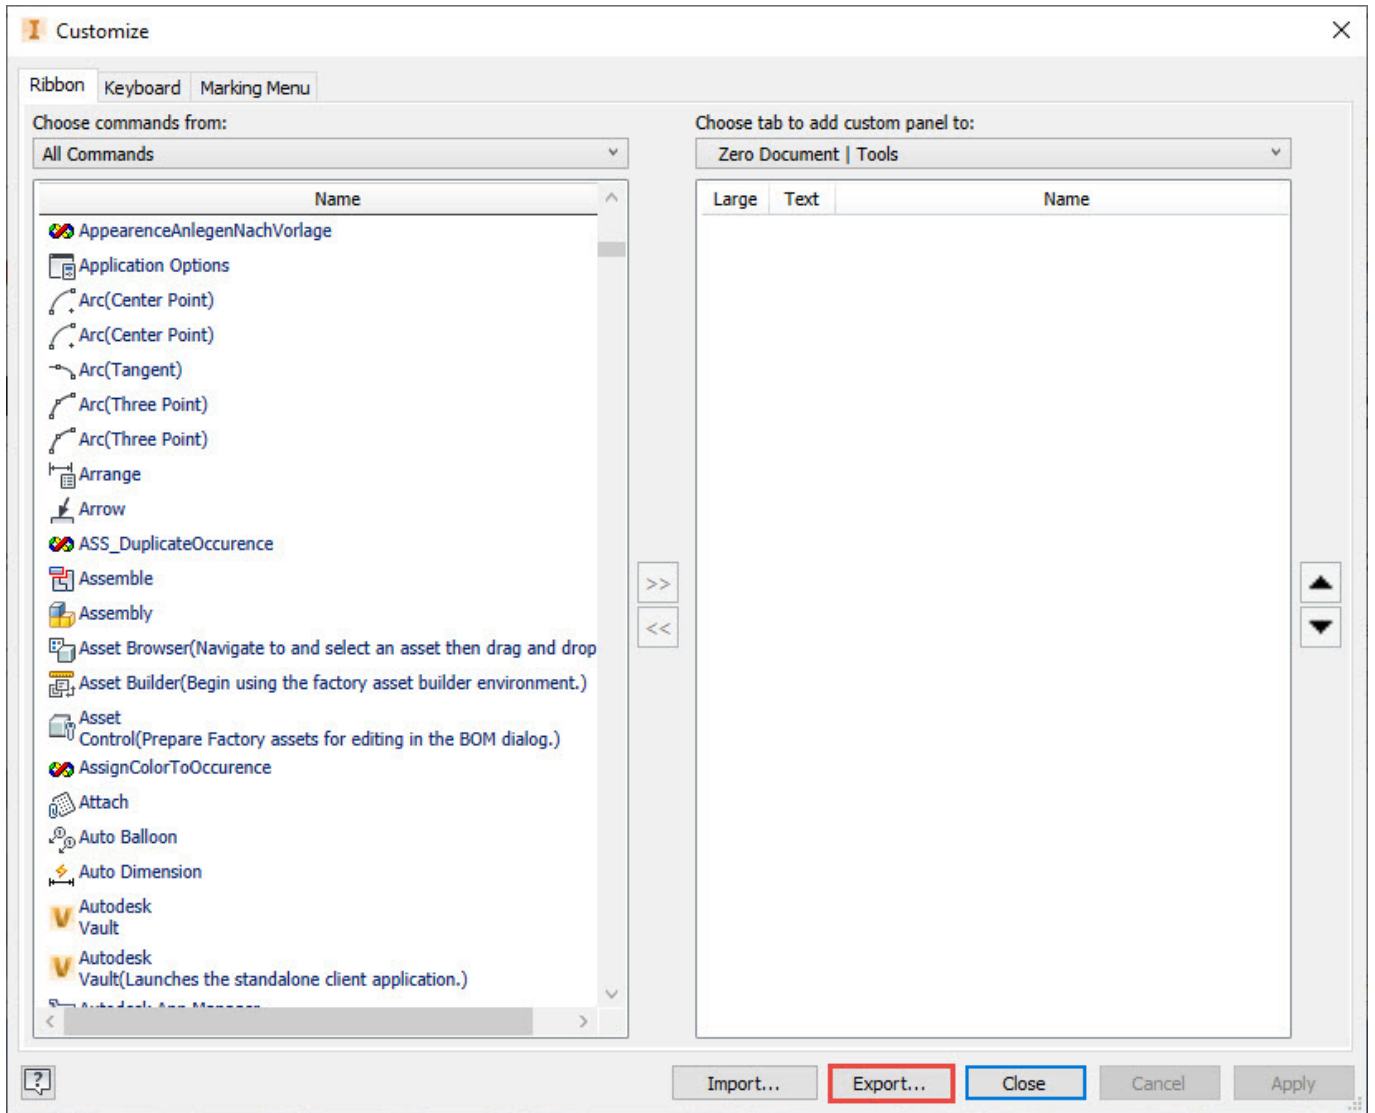 Customize
Ribbon Keyboard Marking Menu
Choose commands from:
All Commands
Name
AppearenceAnlegenNachVorlage
Application Options
Arc(Center Point)
Arc(Center Point)
Arc(Tangent)
Arc(Three Point)
Arc(Three Point)
Arrange
Arrow
ASS_DuplicateOccurence
Assemble
Assembly
Asset Browser(Navigate to and select an asset then drag and drop
Asset Builder(Begin using the factory asset builder environment.)
Asset
Control(Prepare Factory assets for editing in the BOM dialog.)
AssignColorToOccurence
Attach
Auto Balloon
Auto Dimension
Autodesk
Vault
Autodesk
Vault(Launches the standalone client application.)
Autodesk App Manager
>>
<<
Choose tab to add custom panel to:
Zero Document | Tools
Large Text Name
Import... Export... Close Cancel Apply